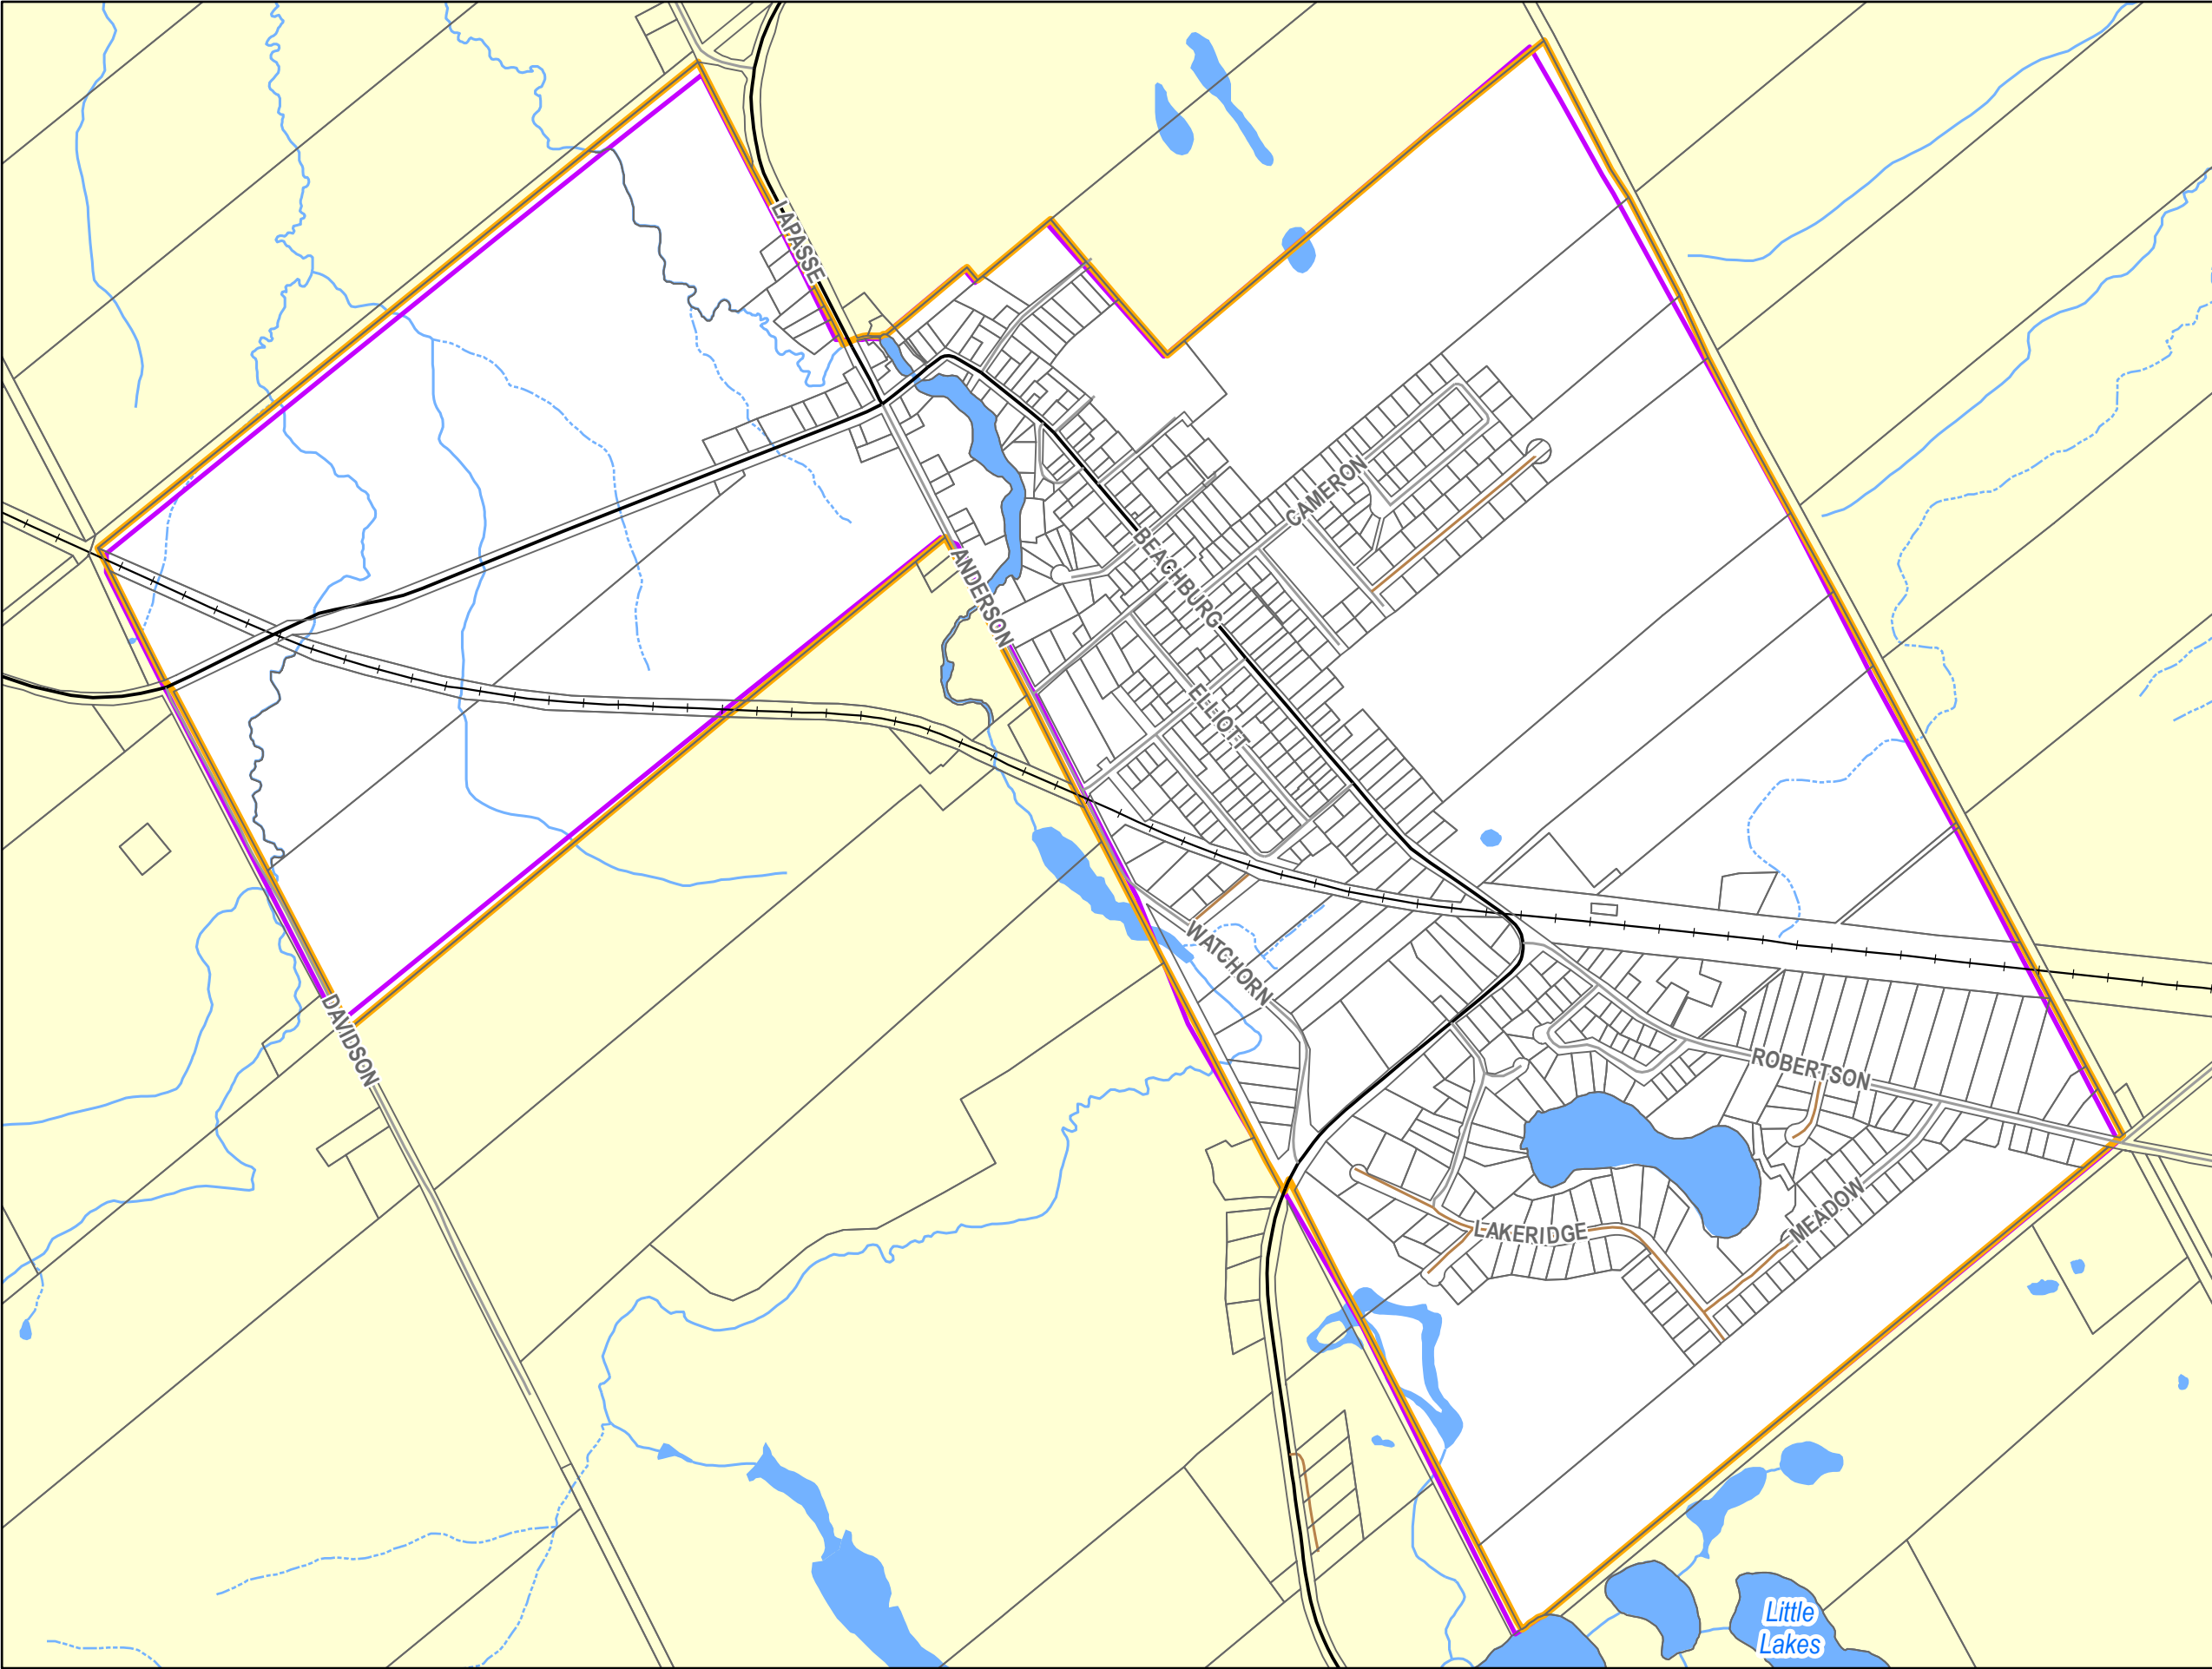 LAPASSE
CAMERON
BEACHBURG
ANDERSON
ELLIOTT
WATCHORN
DAVIDSON
ROBERTSON
MEADOW
LAKERIDGE
Little
Lakes